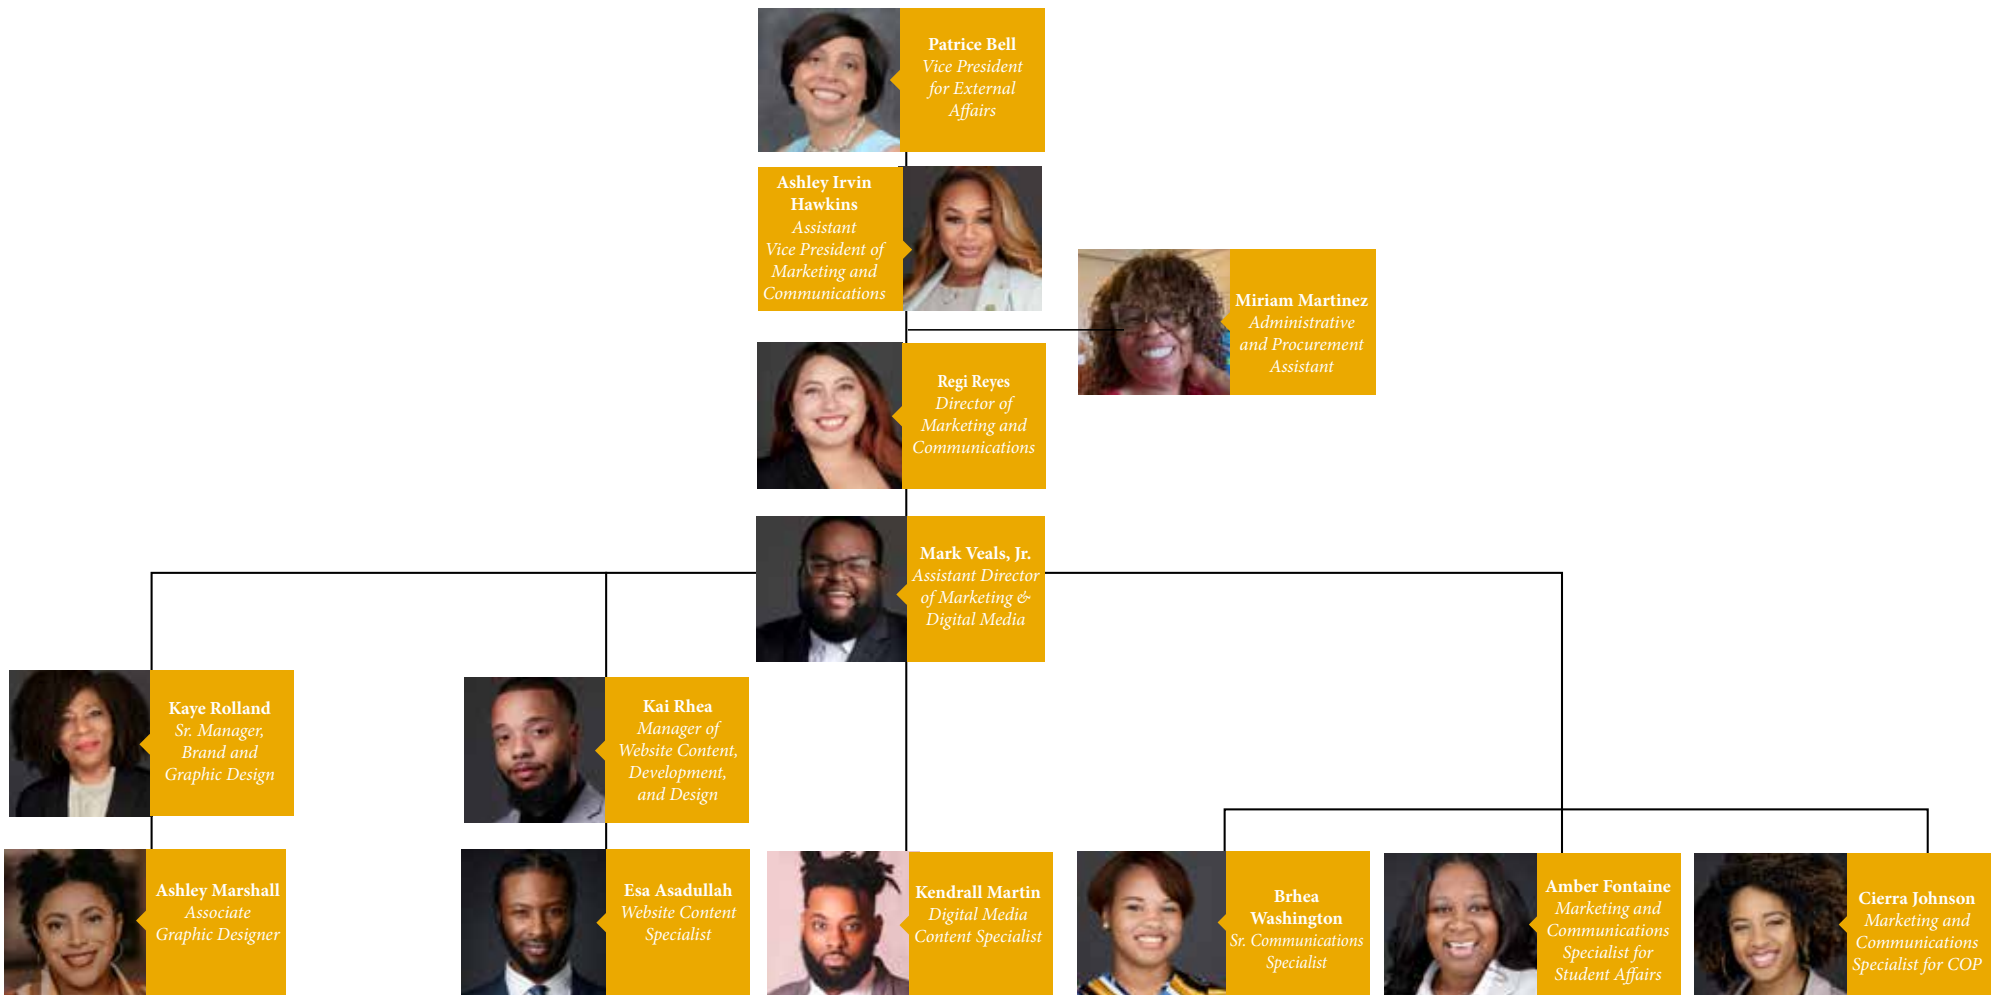 Patrice Bell
Vice President
for External
Affairs
Ashley Irvin
Hawkins
Assistant
Vice President of
Marketing and
Communications
Miriam Martinez
Administrative
and Procurement
Assistant
Regi Reyes
Director of
Marketing and
Communications
Mark Veals, Jr.
Assistant Director
of Marketing &
Digital Media
Kaye Rolland
Sr. Manager,
Brand and
Graphic Design
Kai Rhea
Manager of
Website Content,
Development,
and Design
Ashley Marshall
Associate
Graphic Designer
Esa Asadullah
Website Content
Specialist
Kendrall Martin
Digital Media
Content Specialist
Brhea
Washington
Sr. Communications
Specialist
Amber Fontaine
Marketing and
Communications
Specialist for
Student Affairs
Cierra Johnson
Marketing and
Communications
Specialist for COP